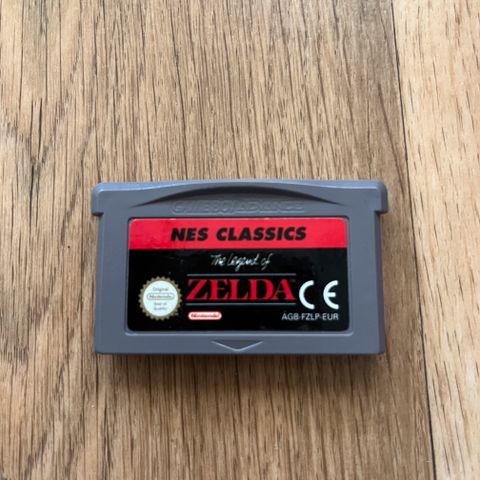 GAME BOY ADVANCE
NES CLASSICS
The Legend of
ZELDA
CE
Original
Nintendo
Seal of
Quality
Nintendo
AGB-FZLP-EUR